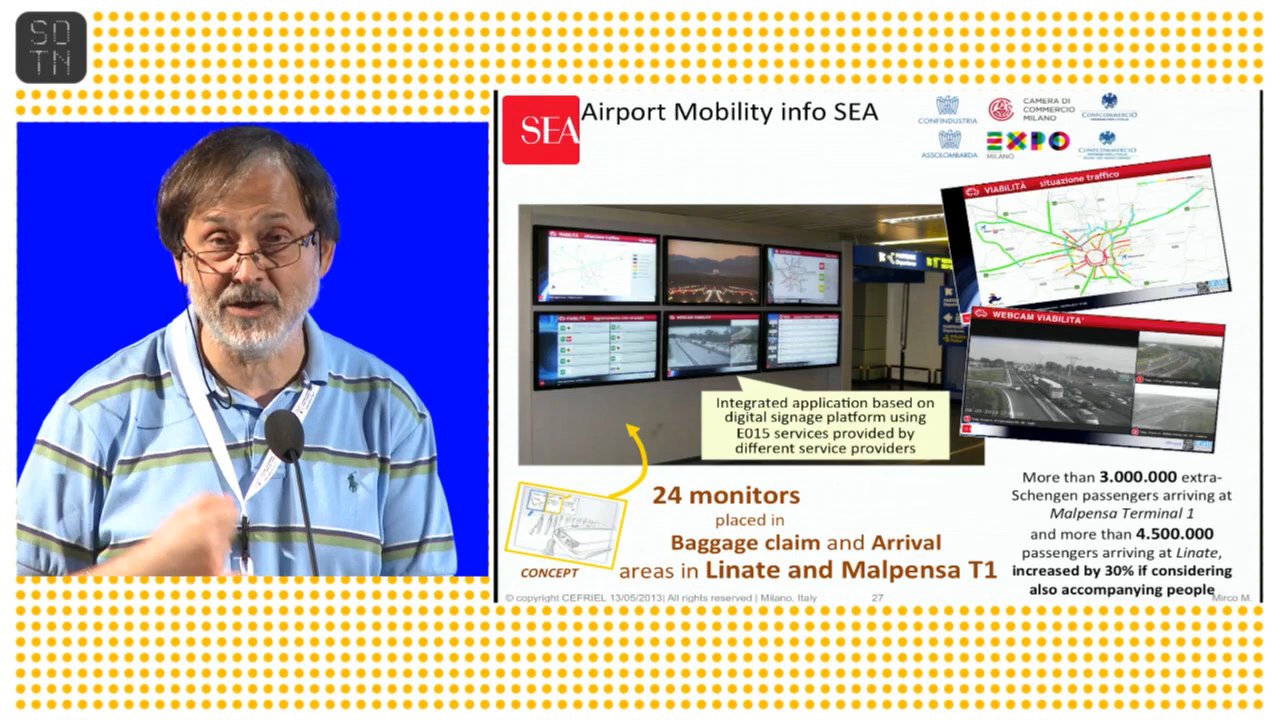 SO
TN
SEA
Airport Mobility info SEA
CONFINDUSTRIA
CAMERA DI
COMMERCIO
MILANO
CONFCOMMERCIO
ASSOLOMBARDA
EXPO
MILANO
CONFCOMMERCIO
VIABILITÀ situazione traffico
WEBCAM VIABILITA'
Integrated application based on
digital signage platform using
E015 services provided by
different service providers
24 monitors
placed in
Baggage claim and Arrival
areas in Linate and Malpensa T1
CONCEPT
More than 3.000.000 extra-
Schengen passengers arriving at
Malpensa Terminal 1
and more than 4.500.000
passengers arriving at Linate,
increased by 30% if considering
also accompanying people
© copyright CEFRIEL 13/05/2013| All rights reserved | Milano, Italy
27
Mirco M.